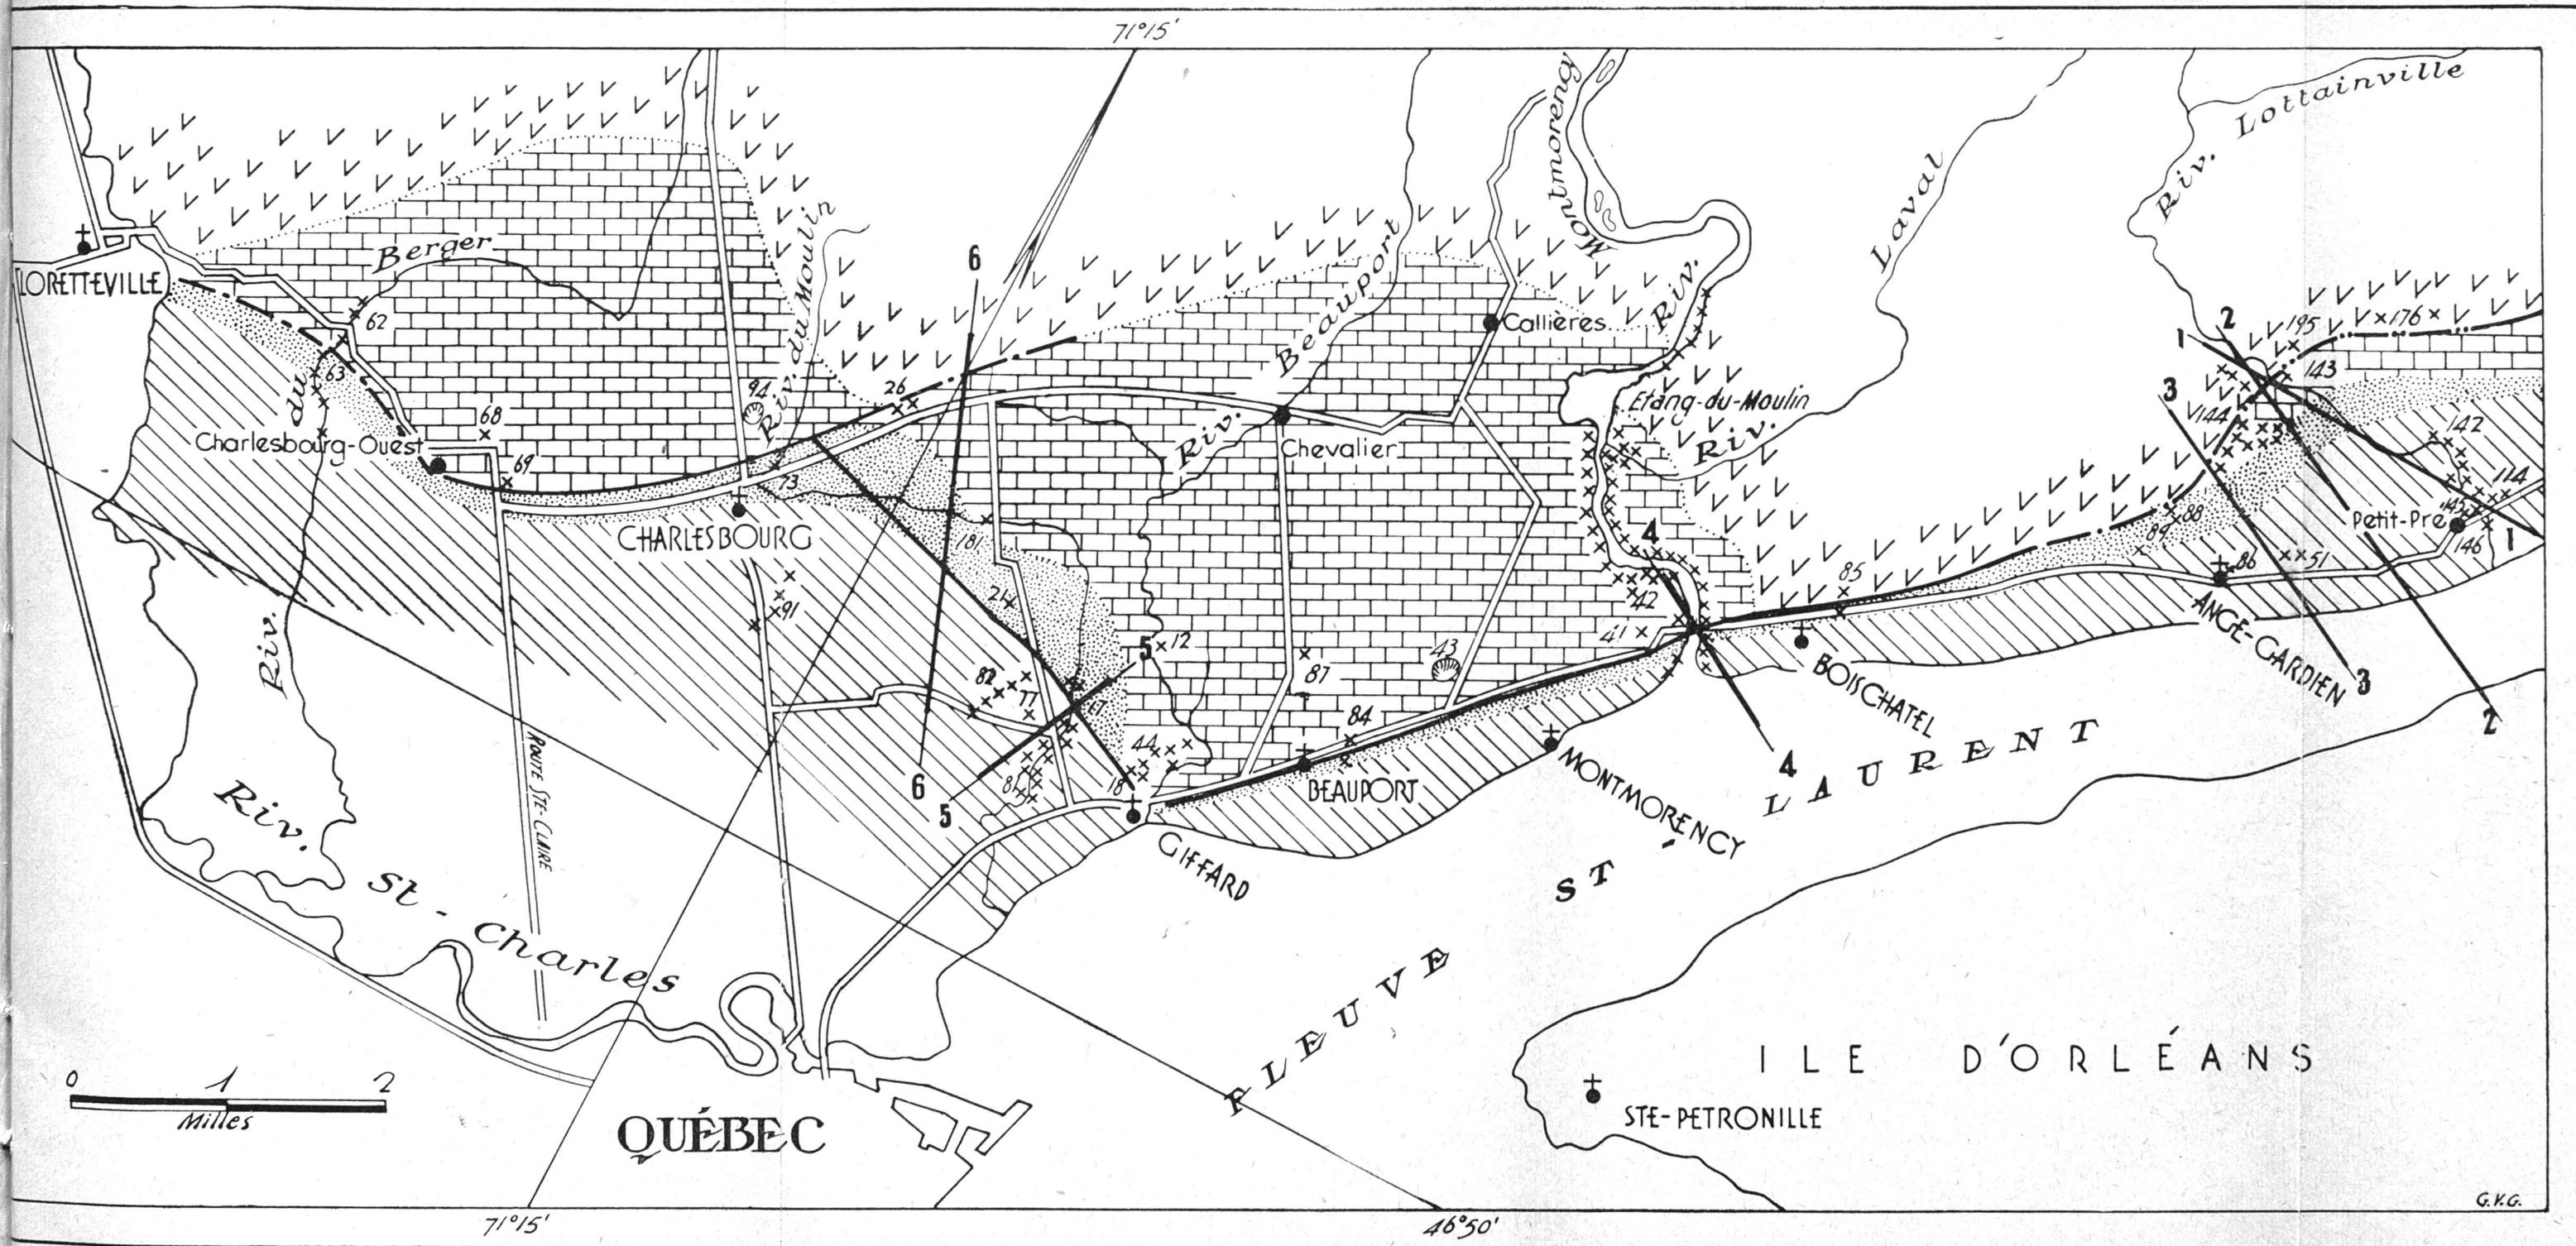 71°15'
Riv. Lottainville
Montmorency
Riv.
Laval
Riv.
Riv. du Moulin
Berger
Beauport
Riv.
LORETTEVILLE
6
62
Callières
2
1
195
176
143
3
63
du
Riv.
94
26
Etang-du-Moulin
144
142
68
Charlesbourg-Ouest
Chevalier
69
73
114
145
Petit-Pré
146
1
88
89
CHARLESBOURG
181
4
85
86
51
ANGE-GARDIEN
21
42
91
41
5
12
BOISCHATEL
43
87
82
77
17
3
2
84
44
MONTMORENCY
4
6
5
81
18
BEAUPORT
GIFFARD
ROUTE STE-CLAIRE
Riv. St-Charles
FLEUVE ST-LAURENT
ILE D'ORLÉANS
STE-PETRONILLE
0 1 2
Milles
QUÉBEC
G.V.G.
71°15'
46°50'